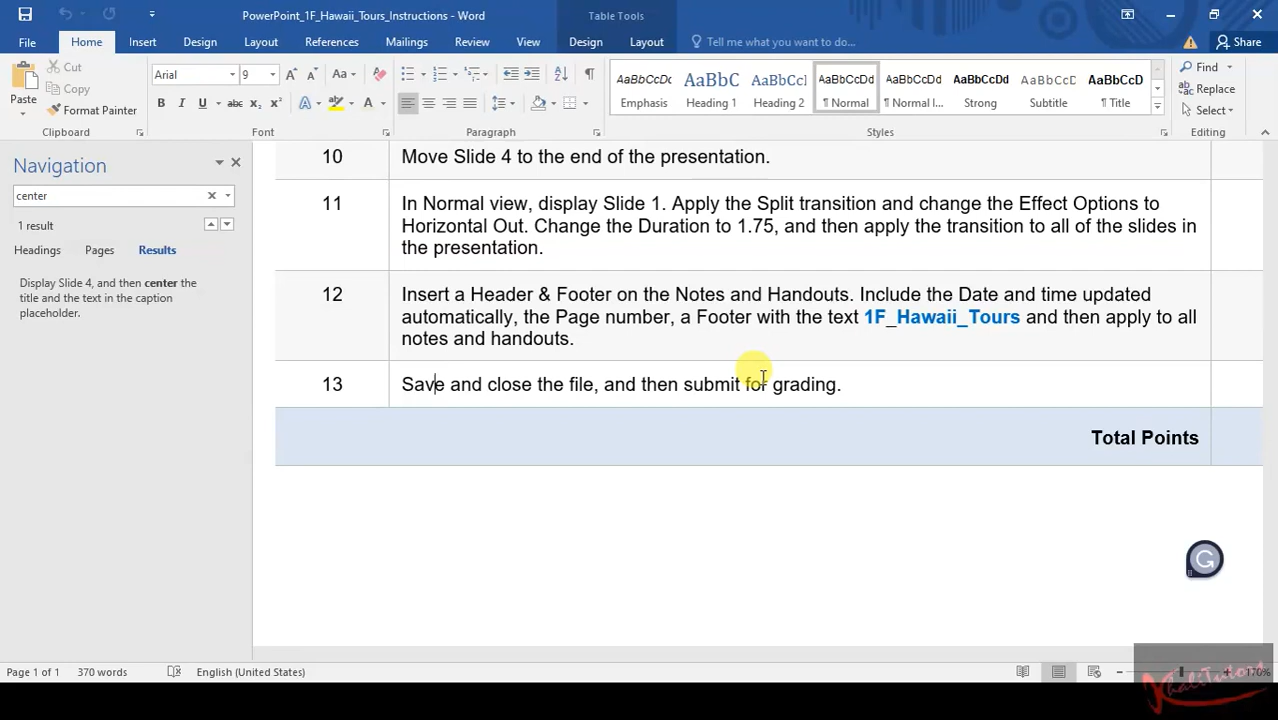 PowerPoint_1F_Hawaii_Tours_Instructions - Word
Table Tools
File Home Insert Design Layout References Mailings Review View Design Layout Tell me what you want to do... Share
Paste
Cut
Copy
Format Painter
Clipboard
Arial 9
Font
Paragraph
AaBbCcDc AaBbC AaBbCcI AaBbCcDd AaBbCcDd AaBbCcDd AaBbCcD AaBbCcD
Emphasis Heading 1 Heading 2 ¶ Normal ¶ Normal I... Strong Subtitle ¶ Title
Styles
Find
Replace
Select
Editing
Navigation
center
1 result
Headings Pages Results
Display Slide 4, and then center the
title and the text in the caption
placeholder.
10 Move Slide 4 to the end of the presentation.
11 In Normal view, display Slide 1. Apply the Split transition and change the Effect Options to
Horizontal Out. Change the Duration to 1.75, and then apply the transition to all of the slides in
the presentation.
12 Insert a Header & Footer on the Notes and Handouts. Include the Date and time updated
automatically, the Page number, a Footer with the text 1F_Hawaii_Tours and then apply to all
notes and handouts.
13 Save and close the file, and then submit for grading.
Total Points
Page 1 of 1 370 words English (United States) 170%
KhaliTutors